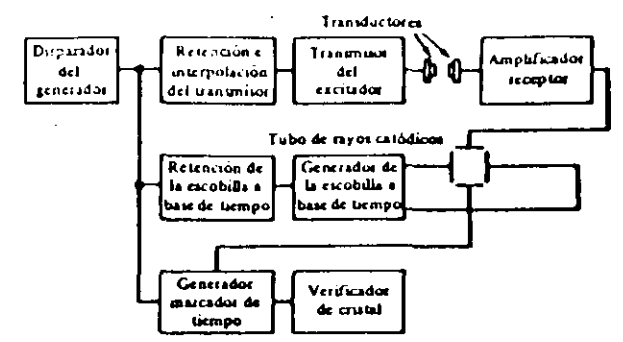 Transductores
Disparador
del
generador
Retención e
interpolación
del transmisor
Transmisor
del
excitador
Amplificador
receptor
Tubo de rayos catódicos
Retención de
la escobilla a
base de tiempo
Generador de
la escobilla a
base de tiempo
Generador
marcador de
tiempo
Verificador
de cristal